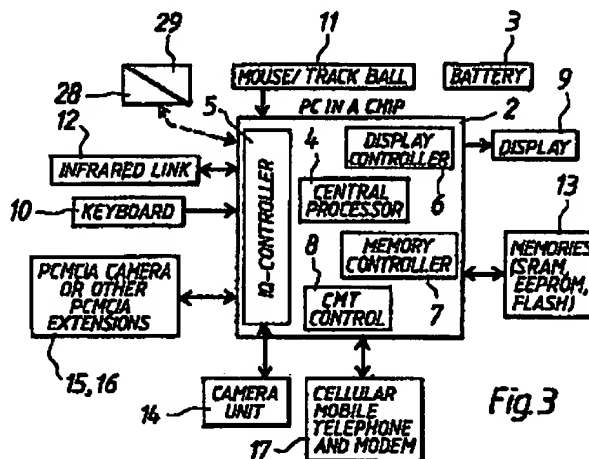 29
11
3
28
MOUSE/TRACK BALL
BATTERY
PC IN A CHIP
5
2
9
12
4
DISPLAY CONTROLLER
DISPLAY
INFRARED LINK
IO-CONTROLLER
CENTRAL PROCESSOR
6
10
KEYBOARD
13
8
MEMORY CONTROLLER
MEMORIES
(SRAM,
EEPROM,
FLASH)
PCMCIA CAMERA
OR OTHER
PCMCIA
EXTENSIONS
CMT CONTROL
7
15, 16
CAMERA
UNIT
14
CELLULAR
MOBILE
TELEPHONE
AND MODEM
17
Fig.3